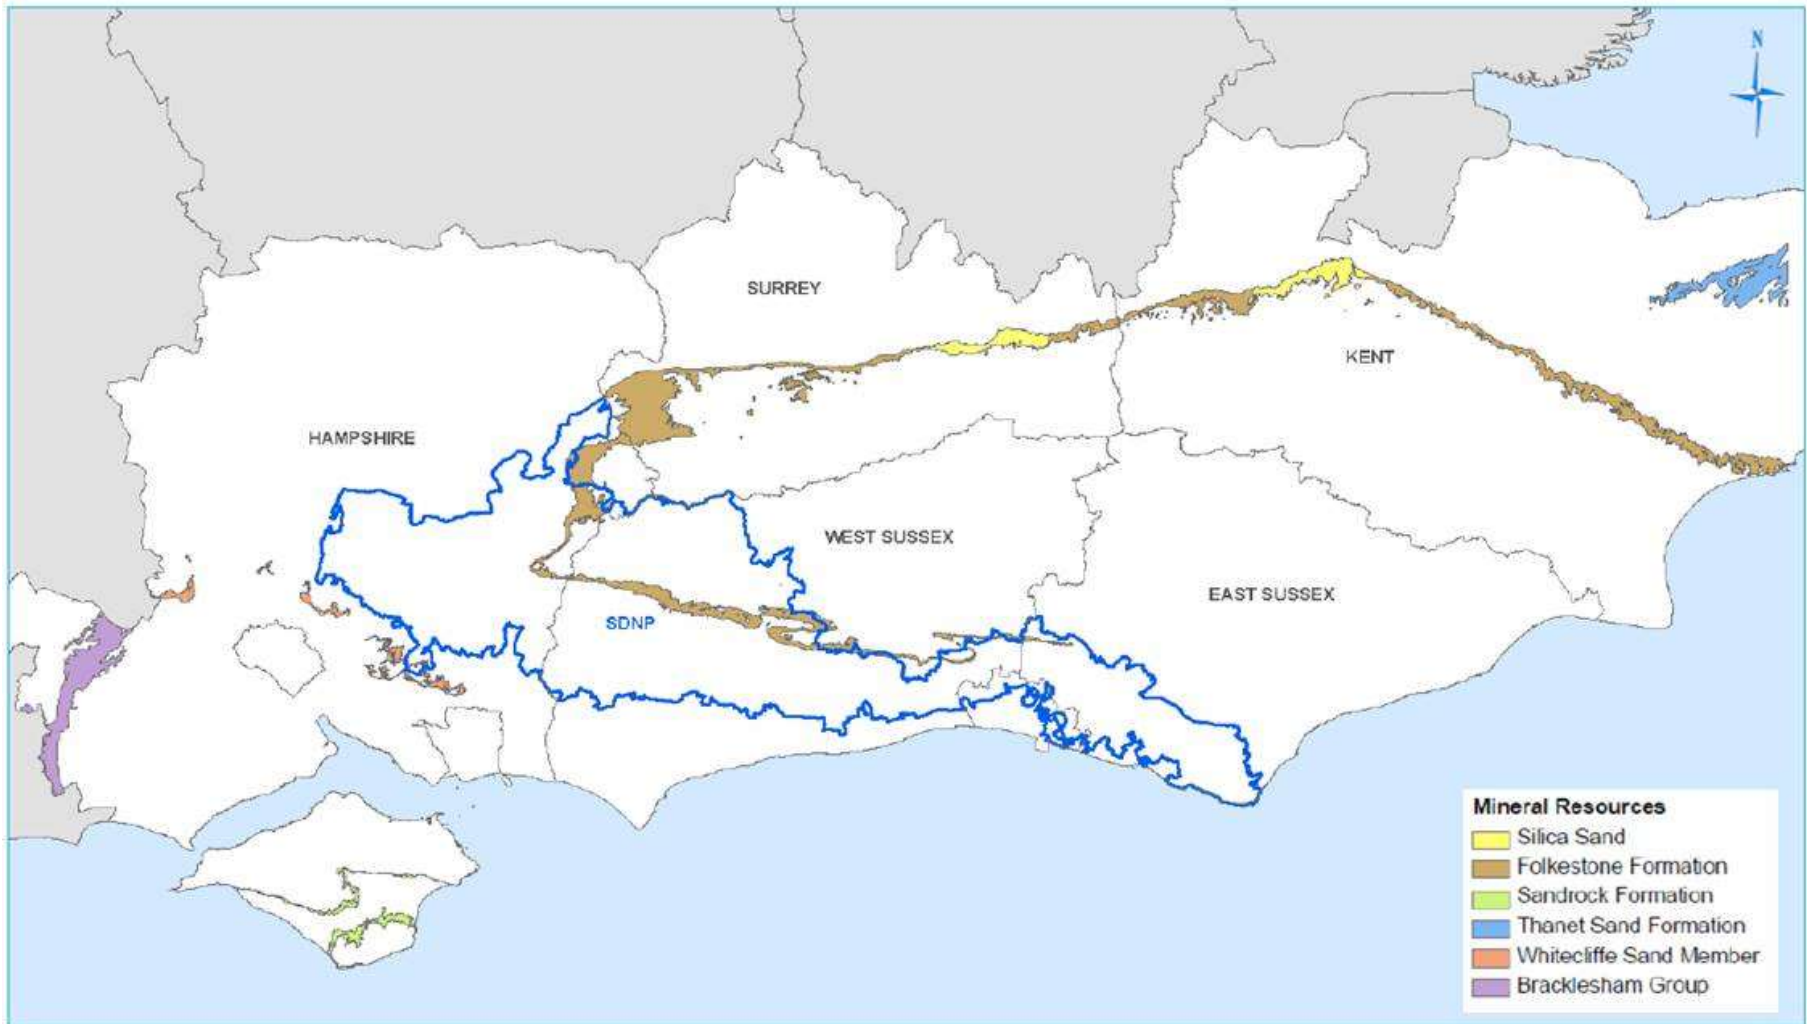 N
SURREY
KENT
HAMPSHIRE
WEST SUSSEX
EAST SUSSEX
SDNP
Mineral Resources
Silica Sand
Folkestone Formation
Sandrock Formation
Thanet Sand Formation
Whitecliffe Sand Member
Bracklesham Group